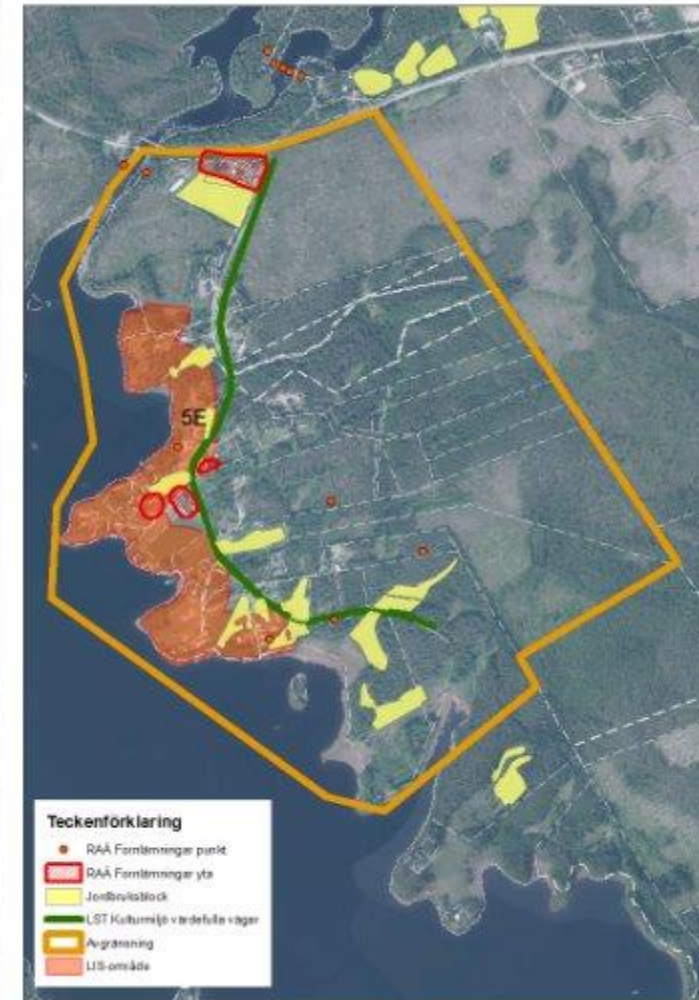 5E
Teckenförklaring
RAÄ Fornlämningar punkt
RAÄ Fornlämningar yta
Jordbruksblock
LST Kulturmiljö värdefulla vägar
Avgränsning
LIS-område